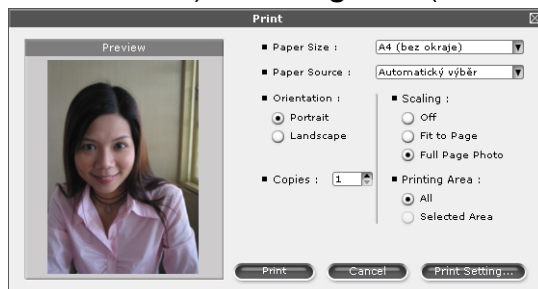 Print
Preview
Paper Size :
A4 (bez okraje)
Paper Source :
Automatický výběr
Orientation :
Portrait
Landscape
Scaling :
Off
Fit to Page
Full Page Photo
Copies :
1
Printing Area :
All
Selected Area
Print
Cancel
Print Setting...